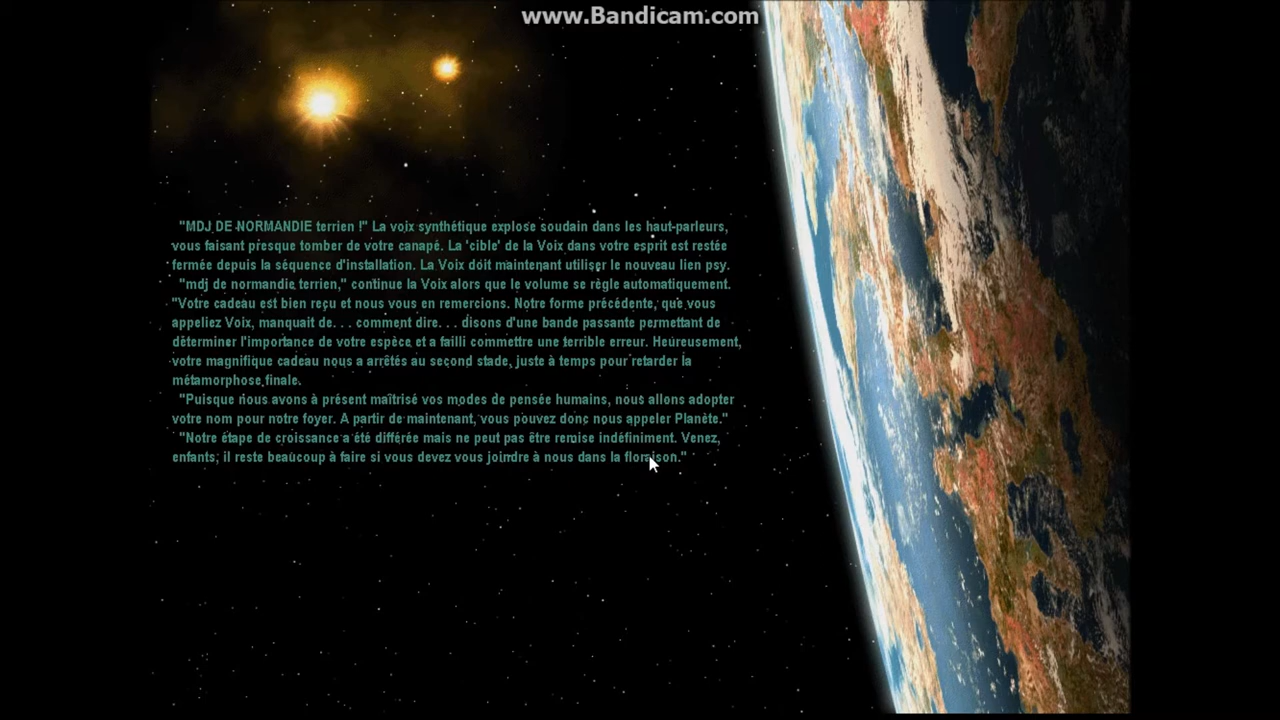 www.Bandicam.com
"MDJ DE NORMANDIE terrien !" La voix synthétique explose soudain dans les haut-parleurs,
vous faisant presque tomber de votre canapé. La 'cible' de la Voix dans votre esprit est restée
fermée depuis la séquence d'installation. La Voix doit maintenant utiliser le nouveau lien psy.
"mdj de normandie terrien," continue la Voix alors que le volume se règle automatiquement.
"Votre cadeau est bien reçu et nous vous en remercions. Notre forme précédente, que vous
appeliez Voix, manquait de. . . comment dire. . . disons d'une bande passante permettant de
déterminer l'importance de votre espèce et a failli commettre une terrible erreur. Heureusement,
votre magnifique cadeau nous a arrêtés au second stade, juste à temps pour retarder la
métamorphose finale.
"Puisque nous avons à présent maîtrisé vos modes de pensée humains, nous allons adopter
votre nom pour notre foyer. A partir de maintenant, vous pouvez donc nous appeler Planète."
"Notre étape de croissance a été différée mais ne peut pas être remise indéfiniment. Venez,
enfants; il reste beaucoup à faire si vous devez vous joindre à nous dans la floraison."